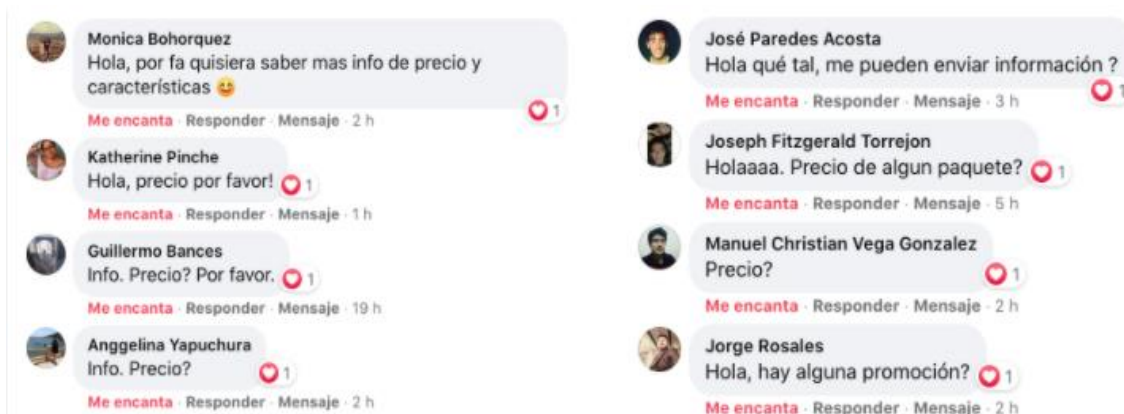 Monica Bohorquez
Hola, por fa quisiera saber mas info de precio y
características
1
Me encanta · Responder · Mensaje · 2 h
Katherine Pinche
Hola, precio por favor!
1
Me encanta · Responder · Mensaje · 1 h
Guillermo Bances
Info. Precio? Por favor.
1
Me encanta · Responder · Mensaje · 19 h
Anggelina Yapuchura
Info. Precio?
1
Me encanta · Responder · Mensaje · 2 h
José Paredes Acosta
Hola qué tal, me pueden enviar información ?
1
Me encanta · Responder · Mensaje · 3 h
Joseph Fitzgerald Torrejon
Holaaaa. Precio de algun paquete?
1
Me encanta · Responder · Mensaje · 5 h
Manuel Christian Vega Gonzalez
Precio?
1
Me encanta · Responder · Mensaje · 2 h
Jorge Rosales
Hola, hay alguna promoción?
1
Me encanta · Responder · Mensaje · 2 h